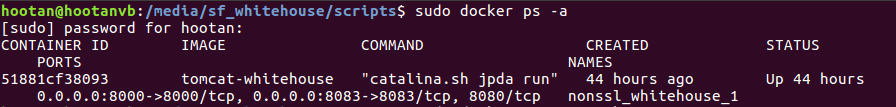 hootan@hootanvb:/media/sf_whitehouse/scripts$ sudo docker ps -a
[sudo] password for hootan:
CONTAINER ID        IMAGE               COMMAND                  CREATED             STATUS
    PORTS                                                      NAMES
51881cf38093        tomcat-whitehouse   "catalina.sh jpda run"   44 hours ago        Up 44 hours
    0.0.0.0:8000->8000/tcp, 0.0.0.0:8083->8083/tcp, 8080/tcp   nonssl_whitehouse_1